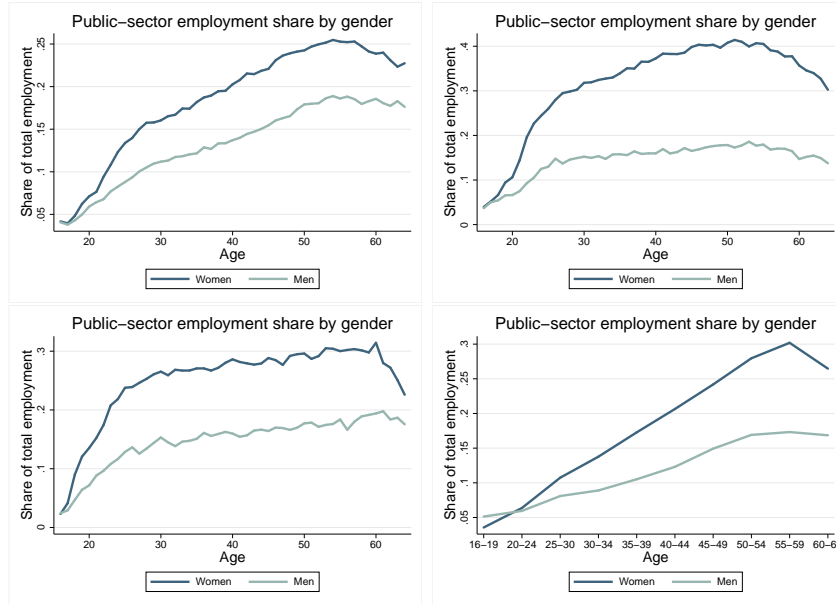 Public−sector employment share by gender
Share of total employment
.05 .1 .15 .2 .25
20 30 40 50 60
Age
Women Men
Public−sector employment share by gender
Share of total employment
0 .1 .2 .3 .4
20 30 40 50 60
Age
Women Men
Public−sector employment share by gender
Share of total employment
0 .1 .2 .3
20 30 40 50 60
Age
Women Men
Public−sector employment share by gender
Share of total employment
.05 .1 .15 .2 .25 .3
16−19 20−24 25−30 30−34 35−39 40−44 45−49 50−54 55−59 60−6
Age
Women Men